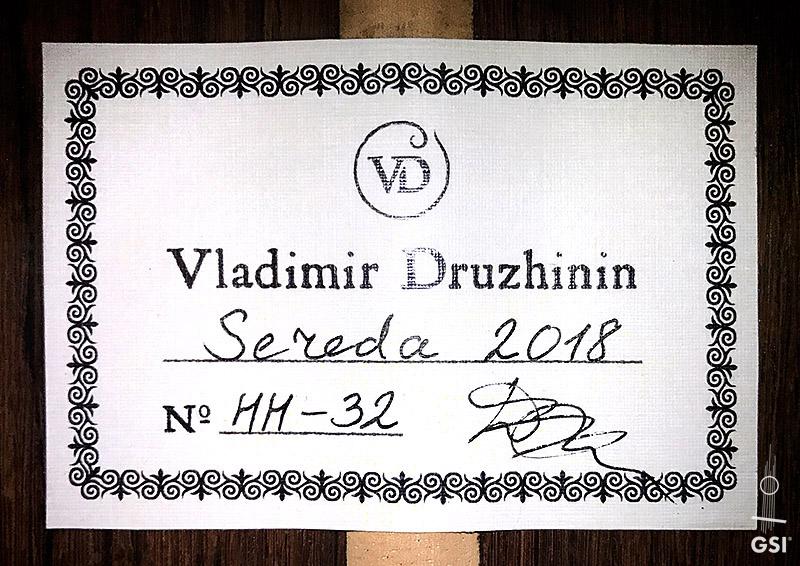 VD
Vladimir Druzhinin
Sereda 2018
Nº HH-32
GSI